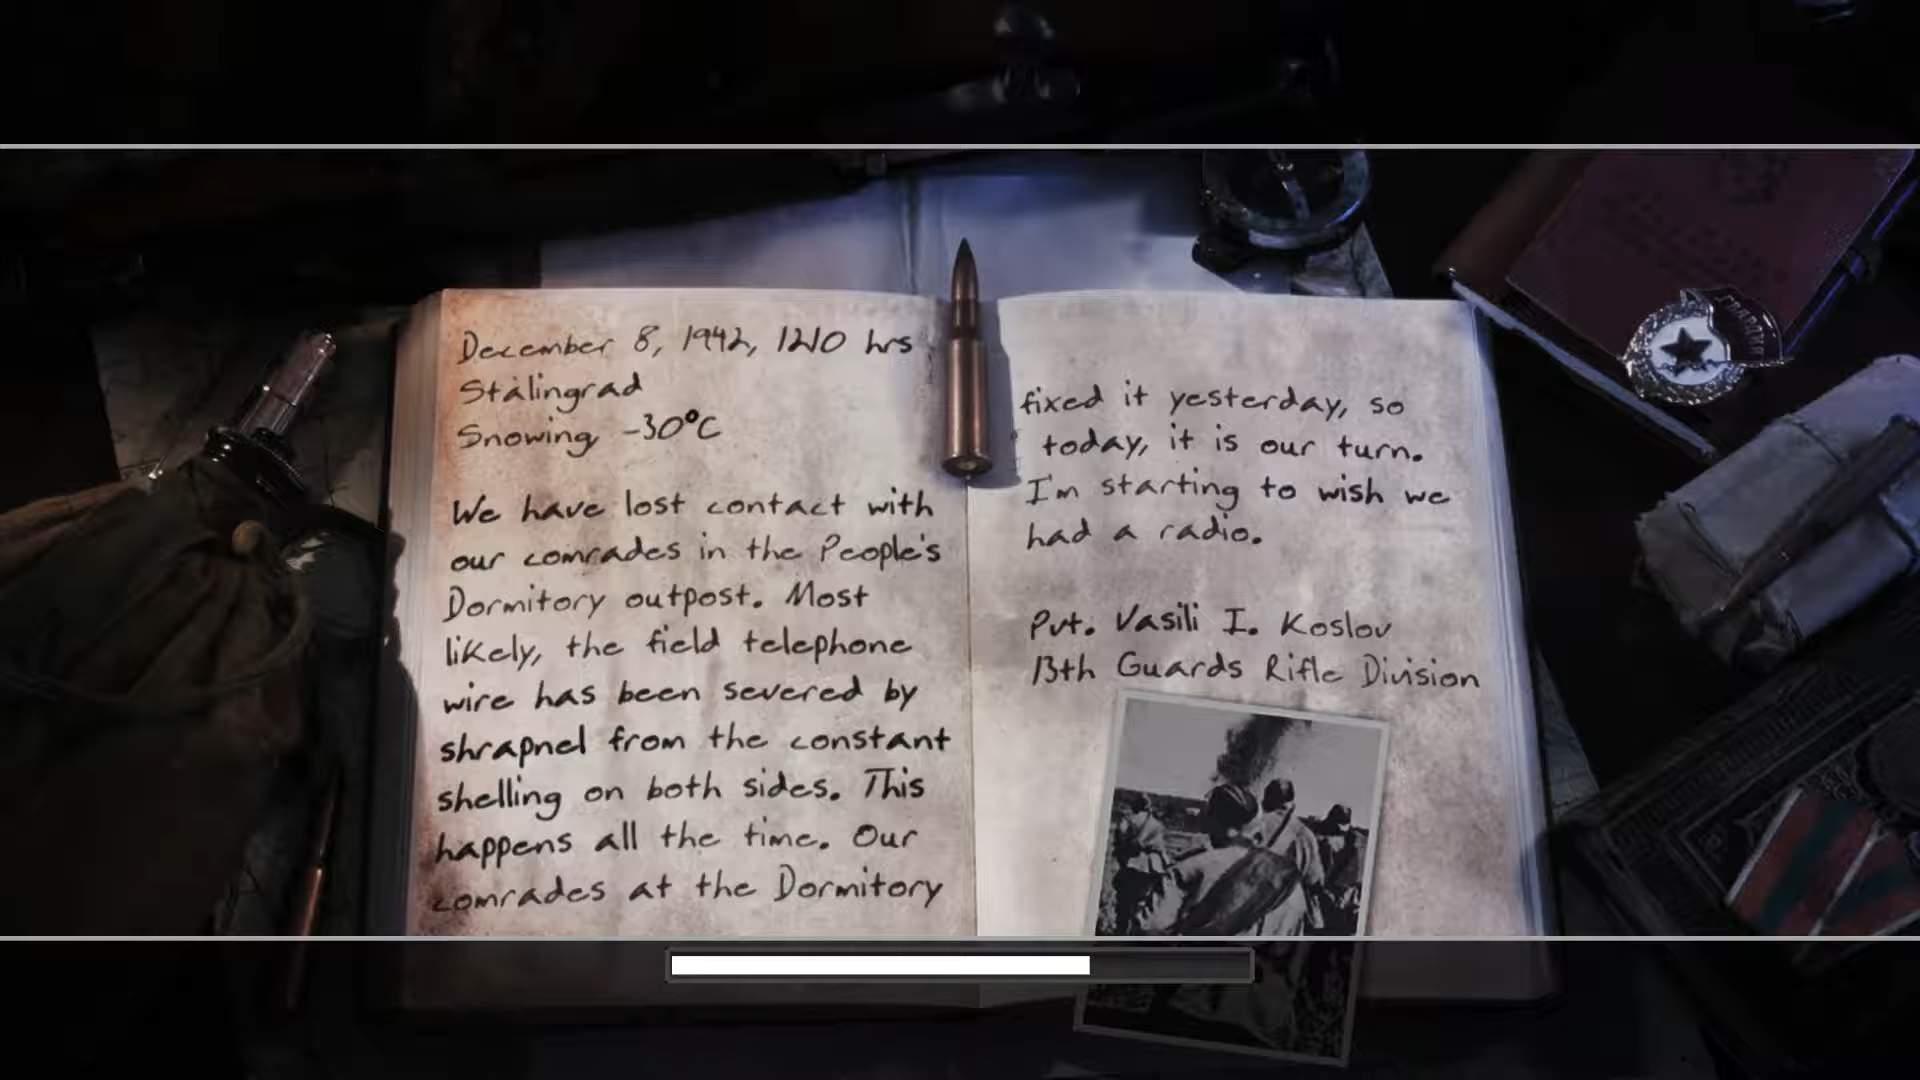 December 8, 1942, 1210 hrs
Stalingrad
Snowing, -30°C
We have lost contact with
our comrades in the People's
Dormitory outpost. Most
likely, the field telephone
wire has been severed by
shrapnel from the constant
shelling on both sides. This
happens all the time. Our
comrades at the Dormitory
fixed it yesterday, so
today, it is our turn.
I'm starting to wish we
had a radio.
Pvt. Vasili I. Koslov
13th Guards Rifle Division
ГВАРДИЯ